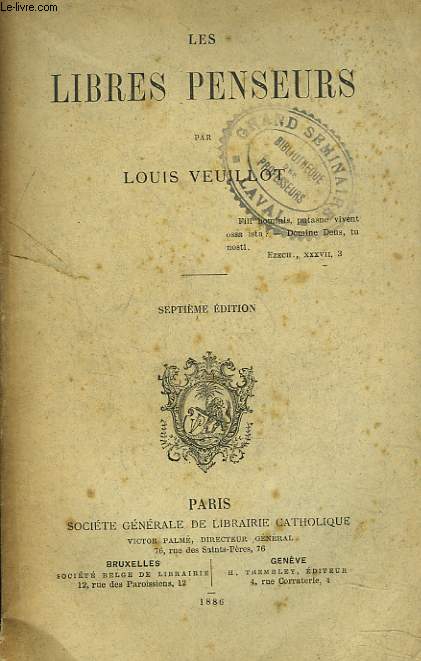 Le-livre.com
LES
LIBRES PENSEURS
PAR
LOUIS VEUILLOT
GRAND SEMINAIRE
BIBLIOTHÈQUE
DES
PROFESSEURS
LAVAL
Fili hominis, putasne vivent
ossa ista? — Domine Deus, tu
nosti.
EZECH., XXXVII, 3
SEPTIÈME ÉDITION
PARIS
SOCIÉTÉ GÉNÉRALE DE LIBRAIRIE CATHOLIQUE
VICTOR PALMÉ, DIRECTEUR GÉNÉRAL
76, rue des Saints-Pères, 76
BRUXELLES
SOCIÉTÉ BELGE DE LIBRAIRIE
12, rue des Paroissiens, 12
GENÈVE
H. TREMBLEY, ÉDITEUR
4, rue Corraterie, 4
1886